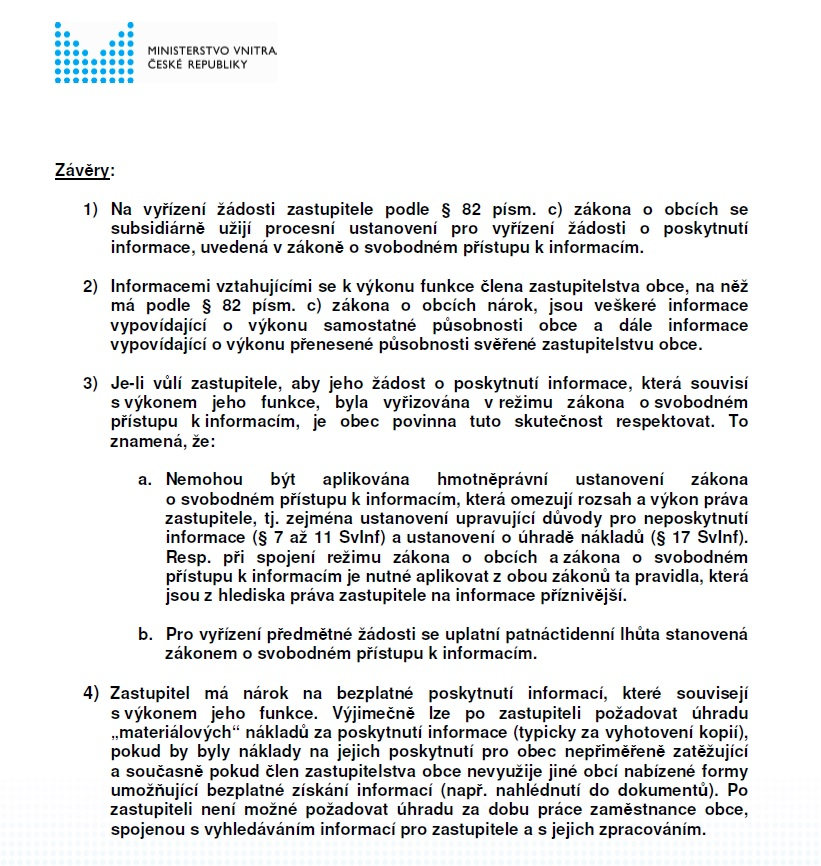 MINISTERSTVO VNITRA
ČESKÉ REPUBLIKY
Závěry:
1) Na vyřízení žádosti zastupitele podle § 82 písm. c) zákona o obcích se
subsidiárně užijí procesní ustanovení pro vyřízení žádosti o poskytnutí
informace, uvedená v zákoně o svobodném přístupu k informacím.
2) Informacemi vztahujícími se k výkonu funkce člena zastupitelstva obce, na něž
má podle § 82 písm. c) zákona o obcích nárok, jsou veškeré informace
vypovídající o výkonu samostatné působnosti obce a dále informace
vypovídající o výkonu přenesené působnosti svěřené zastupitelstvu obce.
3) Je-li vůlí zastupitele, aby jeho žádost o poskytnutí informace, která souvisí
s výkonem jeho funkce, byla vyřizována v režimu zákona o svobodném
přístupu k informacím, je obec povinna tuto skutečnost respektovat. To
znamená, že:
a. Nemohou být aplikována hmotněprávní ustanovení zákona
o svobodném přístupu k informacím, která omezují rozsah a výkon práva
zastupitele, tj. zejména ustanovení upravující důvody pro neposkytnutí
informace (§ 7 až 11 SvInf) a ustanovení o úhradě nákladů (§ 17 SvInf).
Resp. při spojení režimu zákona o obcích a zákona o svobodném
přístupu k informacím je nutné aplikovat z obou zákonů ta pravidla, která
jsou z hlediska práva zastupitele na informace příznivější.
b. Pro vyřízení předmětné žádosti se uplatní patnáctidenní lhůta stanovená
zákonem o svobodném přístupu k informacím.
4) Zastupitel má nárok na bezplatné poskytnutí informací, které souvisejí
s výkonem jeho funkce. Výjimečně lze po zastupiteli požadovat úhradu
„materiálových“ nákladů za poskytnutí informace (typicky za vyhotovení kopií),
pokud by byly náklady na jejich poskytnutí pro obec nepřiměřeně zatěžující
a současně pokud člen zastupitelstva obce nevyužije jiné obcí nabízené formy
umožňující bezplatné získání informací (např. nahlédnutí do dokumentů). Po
zastupiteli není možné požadovat úhradu za dobu práce zaměstnance obce,
spojenou s vyhledáváním informací pro zastupitele a s jejich zpracováním.